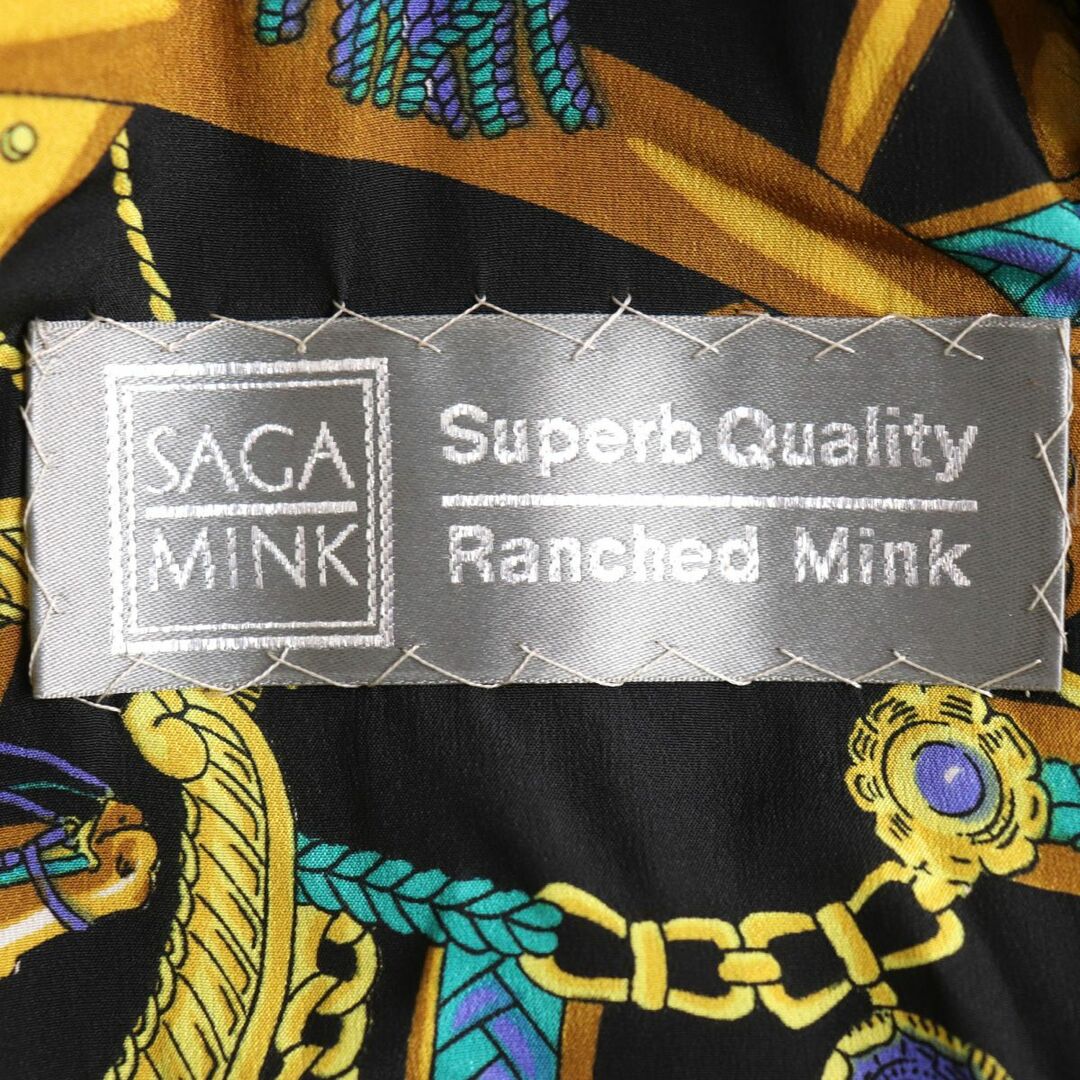 SAGA
MINK
Superb Quality
Ranched Mink